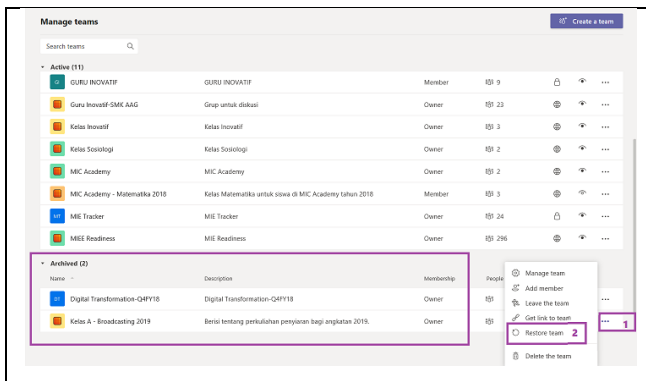 Manage teams
Create a team
Search teams
Active (11)
GI GURU INOVATIF GURU INOVATIF Member 9
Guru Inovatif-SMK AAG Grup untuk diskusi Owner 23
Kelas Inovatif Kelas Inovatif Owner 3
Kelas Sosiologi Kelas Sosiologi Owner 2
MIC Academy MIC Academy Owner 2
MIC Academy - Matematika 2018 Kelas Matematika untuk siswa di MIC Academy tahun 2018 Member 3
MT MIE Tracker MIE Tracker Owner 24
MIEE Readiness MIE Readiness Owner 296
Archived (2)
Name Description Membership People
DT Digital Transformation-Q4FY18 Digital Transformation-Q4FY18 Owner
Kelas A - Broadcasting 2019 Berisi tentang perkuliahan penyiaran bagi angkatan 2019. Owner
Manage team
Add member
Leave the team
Get link to team
1
Restore team 2
Delete the team